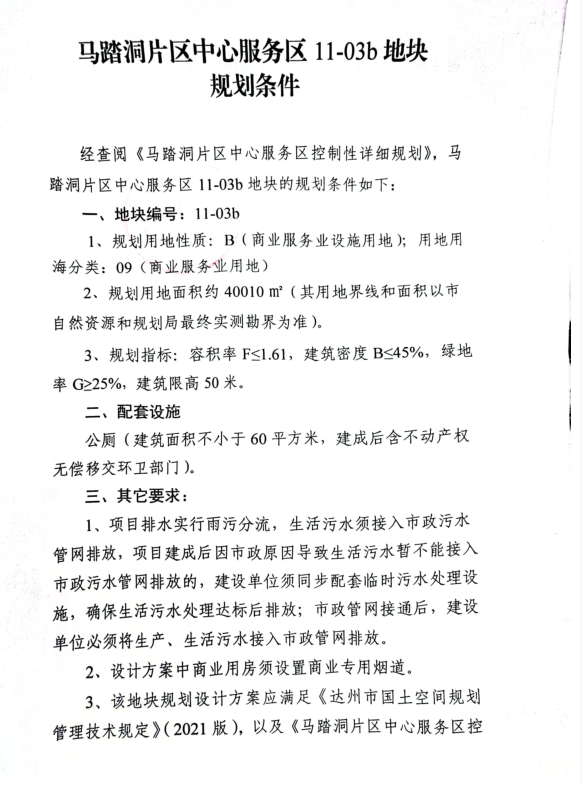 马踏洞片区中心服务区 11-03b 地块
规划条件
经查阅《马踏洞片区中心服务区控制性详细规划》，马
踏洞片区中心服务区 11-03b 地块的规划条件如下：
一、地块编号：11-03b
1、规划用地性质：B（商业服务业设施用地）；用地用
海分类：09（商业服务业用地）
2、规划用地面积约 40010 ㎡（其用地界线和面积以市
自然资源和规划局最终实测勘界为准）。
3、规划指标：容积率 F≤1.61，建筑密度 B≤45%，绿地
率 G≥25%，建筑限高 50 米。
二、配套设施
公厕（建筑面积不小于 60 平方米，建成后含不动产权
无偿移交环卫部门）。
三、其它要求：
1、项目排水实行雨污分流，生活污水须接入市政污水
管网排放，项目建成后因市政原因导致生活污水暂不能接入
市政污水管网排放的，建设单位须同步配套临时污水处理设
施，确保生活污水处理达标后排放；市政管网接通后，建设
单位必须将生产、生活污水接入市政管网排放。
2、设计方案中商业用房须设置商业专用烟道。
3、该地块规划设计方案应满足《达州市国土空间规划
管理技术规定》（2021 版），以及《马踏洞片区中心服务区控